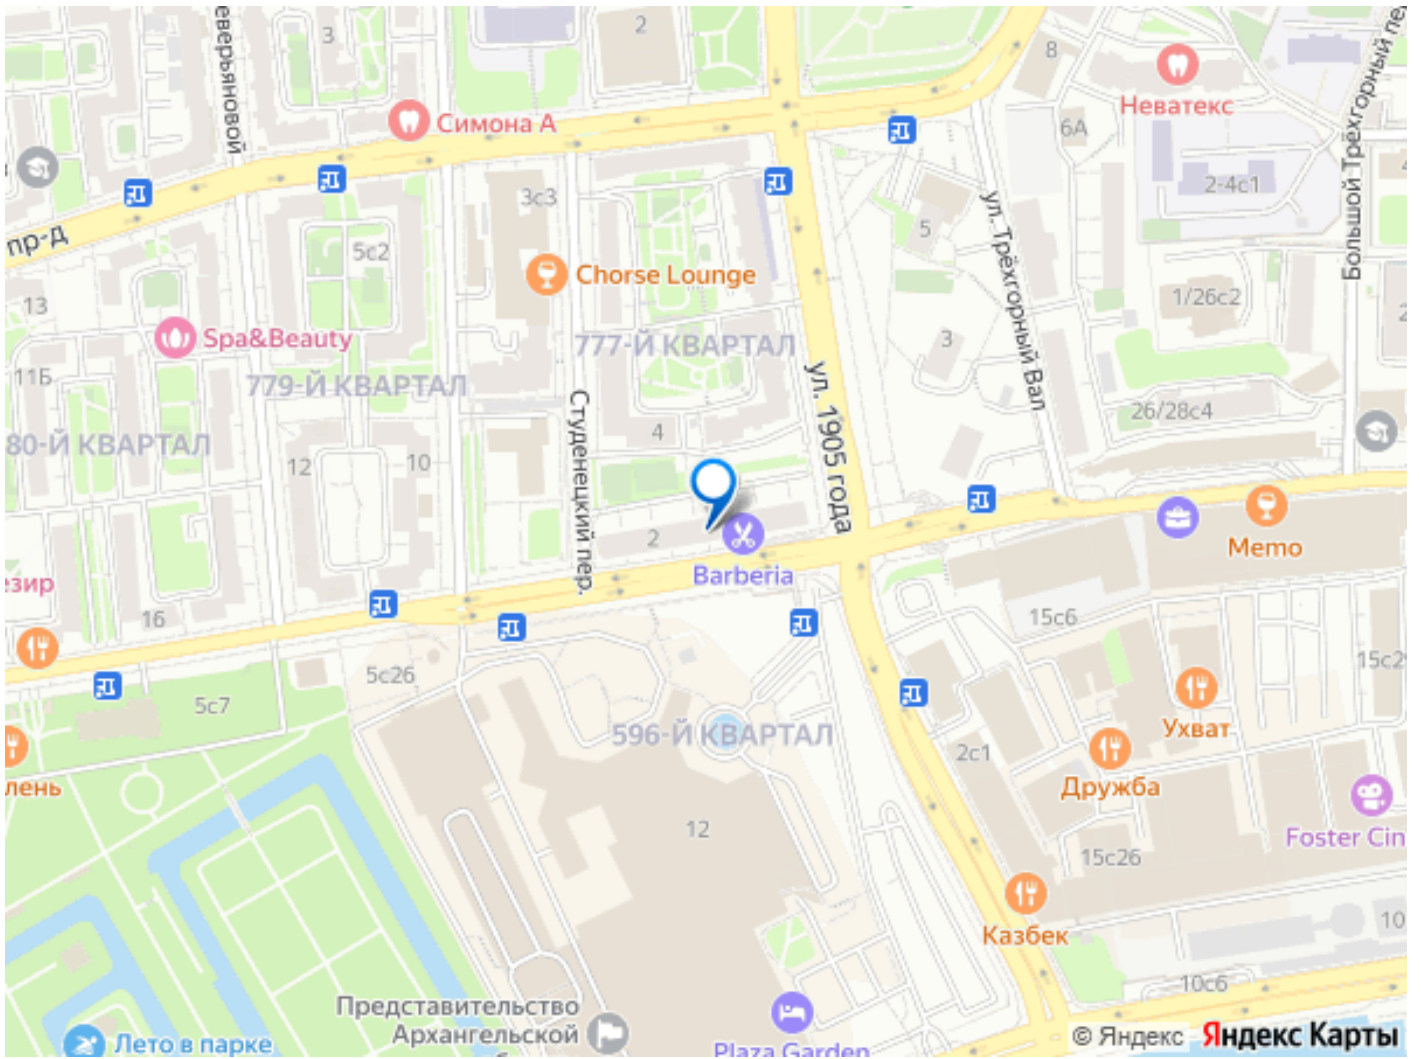 еверьяновой
3
2
8
Неватекс
Большой Трёхгорный пе
Симона А
6А
2-4с1
3с3
5
ул. Трёхгорный Вал
пр-д
5с2
Chorse Lounge
13
1/26с2
Spa&Beauty
777-Й КВАРТАЛ
3
11Б
779-Й КВАРТАЛ
ул. 1905 года
Студенецкий пер.
26/28с4
4
80-Й КВАРТАЛ
12
10
2
Barberia
Memo
езир
16
15с6
5с26
15с29
5с7
596-Й КВАРТАЛ
Ухват
2с1
лень
Дружба
12
Foster Cin
15с26
10
Казбек
10с6
Представительство
Архангельской
Лето в парке
Plaza Garden
© Яндекс Яндекс Карты